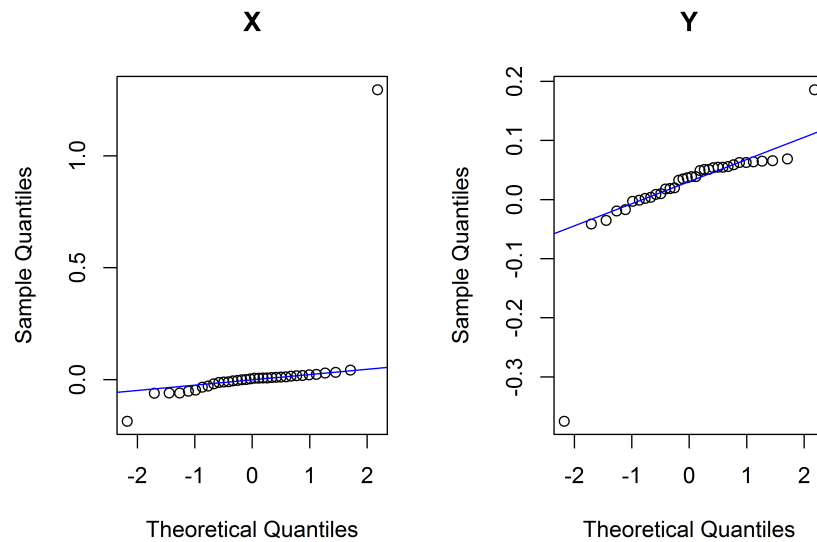 X
Sample Quantiles
1.0
0.5
0.0
-2 -1 0 1 2
Theoretical Quantiles
Y
Sample Quantiles
0.2
0.1
0.0
-0.1
-0.2
-0.3
-2 -1 0 1 2
Theoretical Quantiles